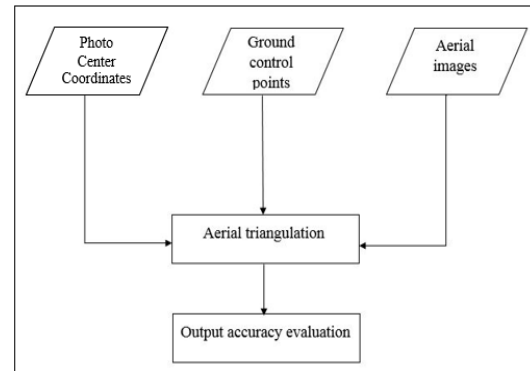 Photo
Center
Coordinates
Ground
control
points
Aerial
images
Aerial triangulation
Output accuracy evaluation